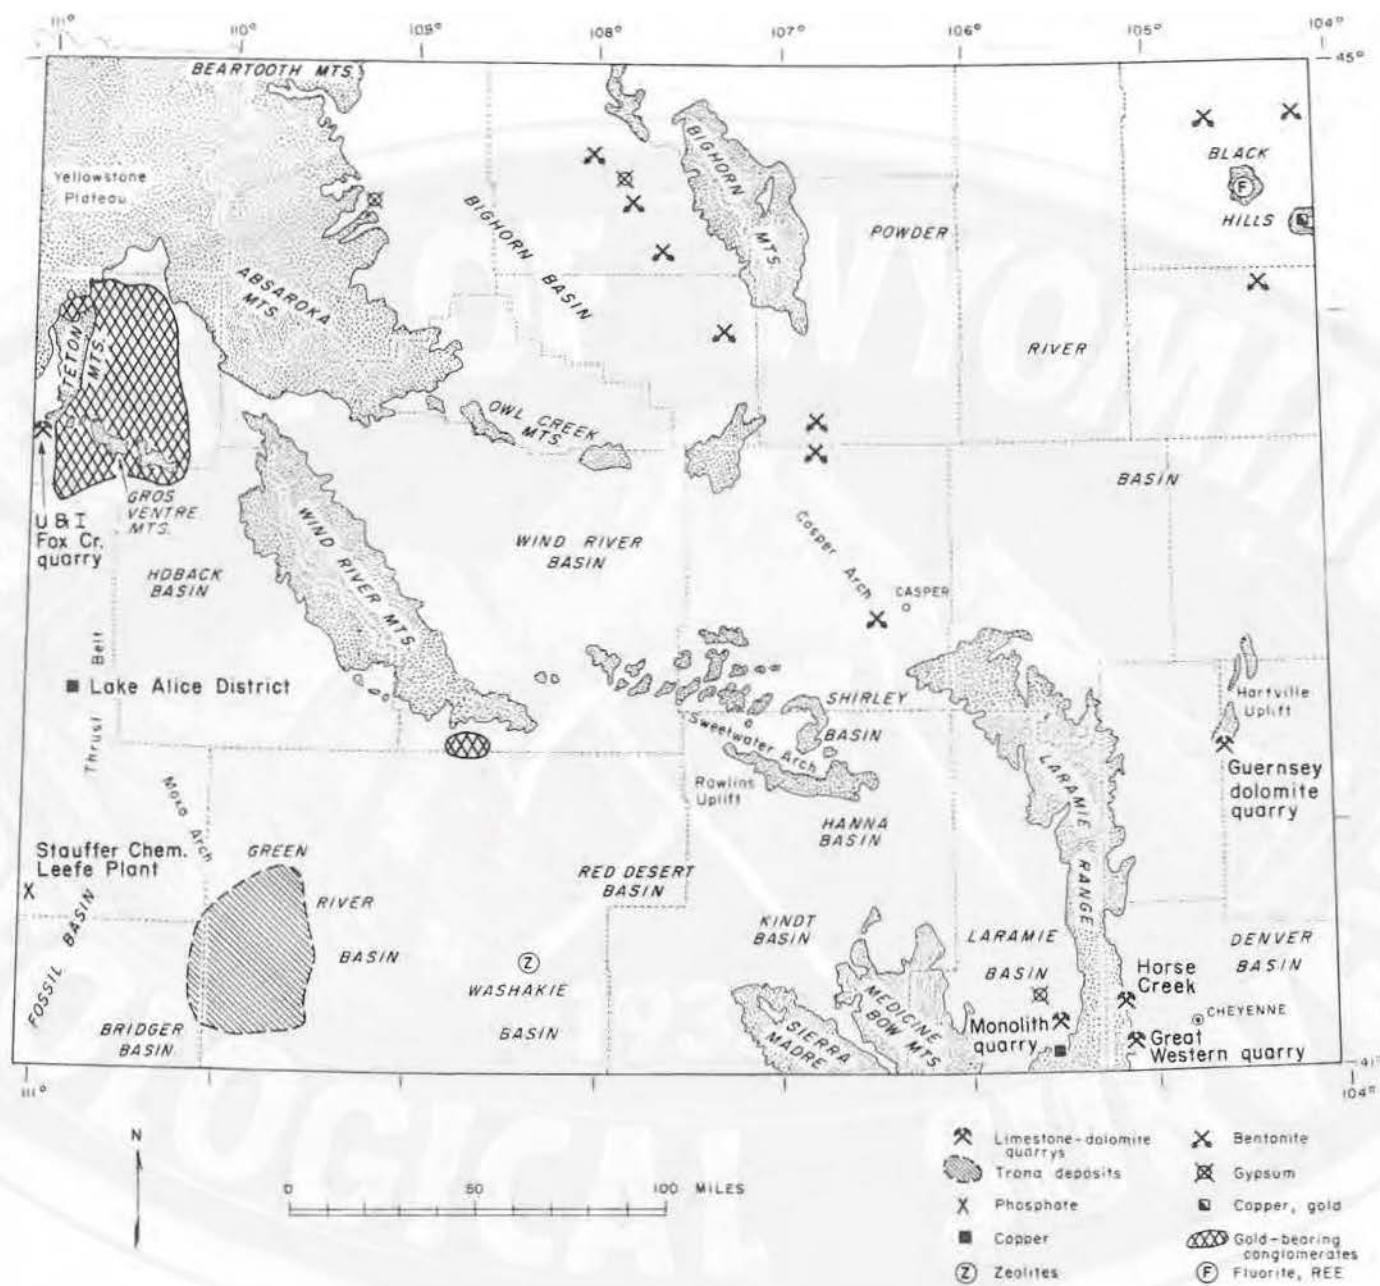 111° 110° 109° 108° 107° 106° 105° 104°
45°
BEARTOOTH MTS.
Yellowstone
Plateau
BIGHORN
MTS.
BIGHORN BASIN
BLACK
F
HILLS
POWDER
ABSAROKA
MTS.
TETON
MTS.
RIVER
OWL CREEK
MTS.
BASIN
GROS
VENTRE
MTS.
U & I
Fox Cr.
quarry
WIND RIVER MTS.
WIND RIVER
BASIN
HOBACK
BASIN
Casper Arch
CASPER
Thrust Belt
Lake Alice District
SHIRLEY
BASIN
Hartville
Uplift
Sweetwater Arch
Rawlins
Uplift
LARAMIE RANGE
Guernsey
dolomite
quarry
Moxa Arch
HANNA
BASIN
Stauffer Chem.
Leefe Plant
GREEN
RIVER
BASIN
RED DESERT
BASIN
FOSSIL BASIN
KINDT
BASIN
LARAMIE
BASIN
DENVER
BASIN
Z
WASHAKIE
BASIN
Horse
Creek
CHEYENNE
BRIDGER
BASIN
SIERRA
MADRE
MEDICINE
BOW MTS.
Monolith
quarry
Great
Western quarry
41°
111° 110° 109° 108° 107° 106° 105° 104°
N
0 50 100 MILES
Limestone-dolomite
quarrys
Trona deposits
Phosphate
Copper
Z Zeolites
Bentonite
Gypsum
Copper, gold
Gold-bearing
conglomerates
F Fluorite, REE